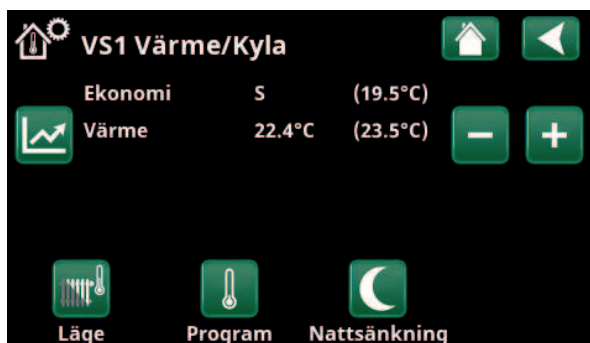 VS1 Värme/Kyla
Ekonomi S (19.5°C)
Värme 22.4°C (23.5°C)
Läge Program Nattsänkning